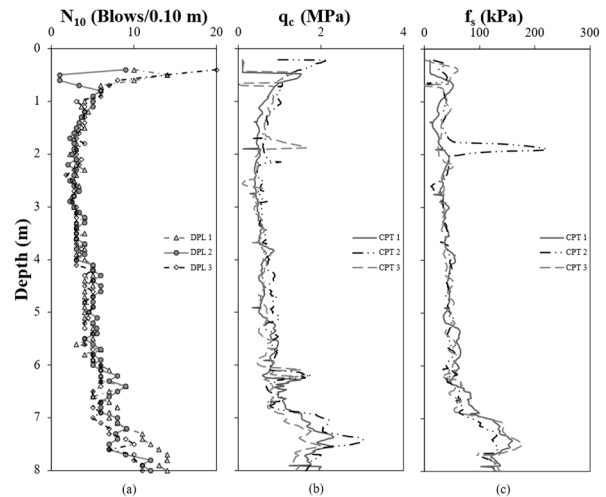 N10 (Blows/0.10 m)
0 10 20
Depth (m)
0
1
2
3
4
5
6
7
8
DPL 1
DPL 2
DPL 3
(a)
qc (MPa)
0 2 4
CPT 1
CPT 2
CPT 3
(b)
fs (kPa)
0 100 200 300
CPT 1
CPT 2
CPT 3
(c)